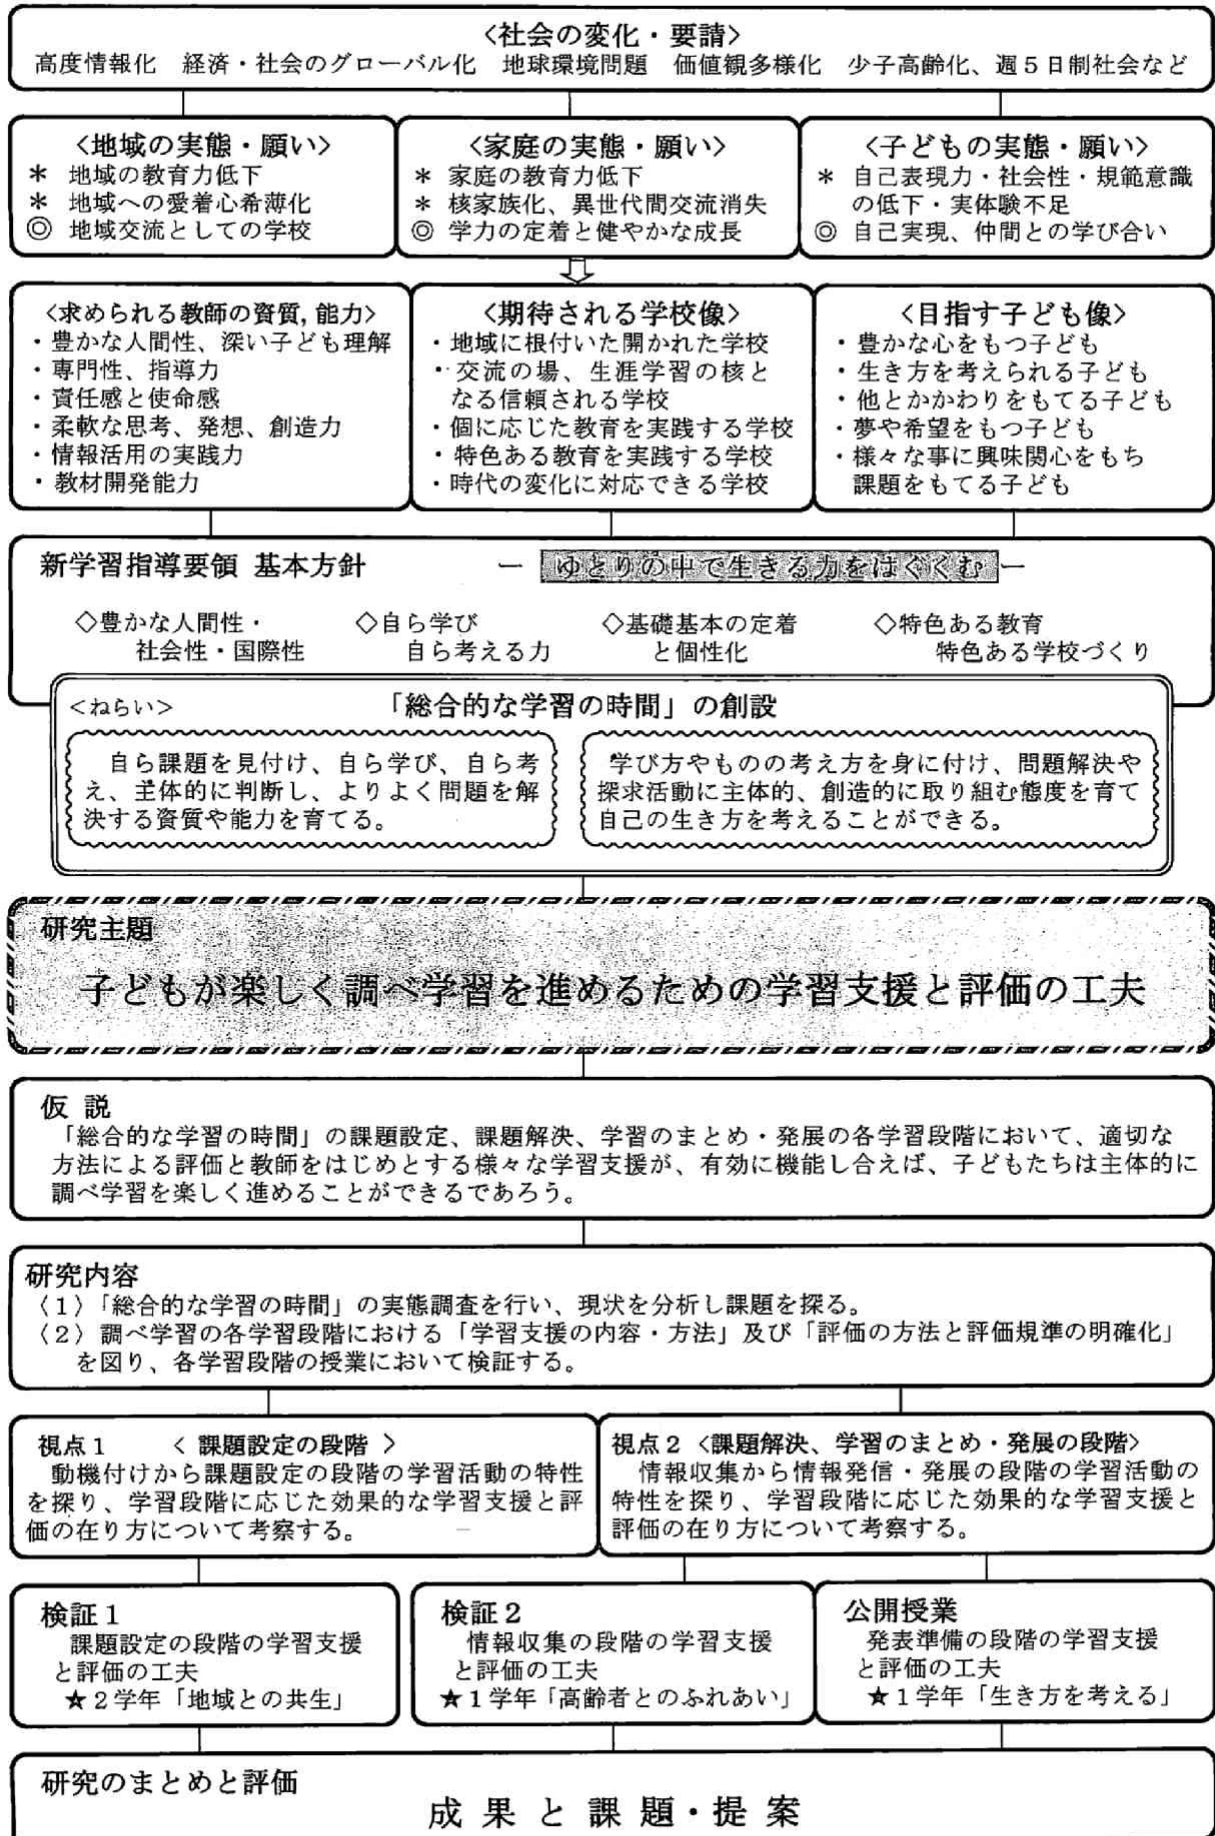 〈社会の変化・要請〉
高度情報化　経済・社会のグローバル化　地球環境問題　価値観多様化　少子高齢化、週５日制社会など
〈地域の実態・願い〉
＊ 地域の教育力低下
＊ 地域への愛着心希薄化
◎ 地域交流としての学校
〈家庭の実態・願い〉
＊ 家庭の教育力低下
＊ 核家族化、異世代間交流消失
◎ 学力の定着と健やかな成長
〈子どもの実態・願い〉
＊ 自己表現力・社会性・規範意識
の低下・実体験不足
◎ 自己実現、仲間との学び合い
〈求められる教師の資質,能力〉
・豊かな人間性、深い子ども理解
・専門性、指導力
・責任感と使命感
・柔軟な思考、発想、創造力
・情報活用の実践力
・教材開発能力
〈期待される学校像〉
・地域に根付いた開かれた学校
・交流の場、生涯学習の核と
なる信頼される学校
・個に応じた教育を実践する学校
・特色ある教育を実践する学校
・時代の変化に対応できる学校
〈目指す子ども像〉
・豊かな心をもつ子ども
・生き方を考えられる子ども
・他とかかわりをもてる子ども
・夢や希望をもつ子ども
・様々な事に興味関心をもち
課題をもてる子ども
新学習指導要領 基本方針　― ゆとりの中で生きる力をはぐくむ ―
◇豊かな人間性・
社会性・国際性
◇自ら学び
自ら考える力
◇基礎基本の定着
と個性化
◇特色ある教育
特色ある学校づくり
＜ねらい＞　「総合的な学習の時間」の創設
自ら課題を見付け、自ら学び、自ら考
え、主体的に判断し、よりよく問題を解
決する資質や能力を育てる。
学び方やものの考え方を身に付け、問題解決や
探求活動に主体的、創造的に取り組む態度を育て
自己の生き方を考えることができる。
研究主題
子どもが楽しく調べ学習を進めるための学習支援と評価の工夫
仮 説
「総合的な学習の時間」の課題設定、課題解決、学習のまとめ・発展の各学習段階において、適切な
方法による評価と教師をはじめとする様々な学習支援が、有効に機能し合えば、子どもたちは主体的に
調べ学習を楽しく進めることができるであろう。
研究内容
〈１〉「総合的な学習の時間」の実態調査を行い、現状を分析し課題を探る。
〈２〉調べ学習の各学習段階における「学習支援の内容・方法」及び「評価の方法と評価規準の明確化」
を図り、各学習段階の授業において検証する。
視点１　〈 課題設定の段階 〉
動機付けから課題設定の段階の学習活動の特性
を探り、学習段階に応じた効果的な学習支援と評
価の在り方について考察する。
視点２〈課題解決、学習のまとめ・発展の段階〉
情報収集から情報発信・発展の段階の学習活動の
特性を探り、学習段階に応じた効果的な学習支援と
評価の在り方について考察する。
検証１
課題設定の段階の学習支援
と評価の工夫
★２学年「地域との共生」
検証２
情報収集の段階の学習支援
と評価の工夫
★１学年「高齢者とのふれあい」
公開授業
発表準備の段階の学習支援
と評価の工夫
★１学年「生き方を考える」
研究のまとめと評価
成 果 と 課 題・提 案